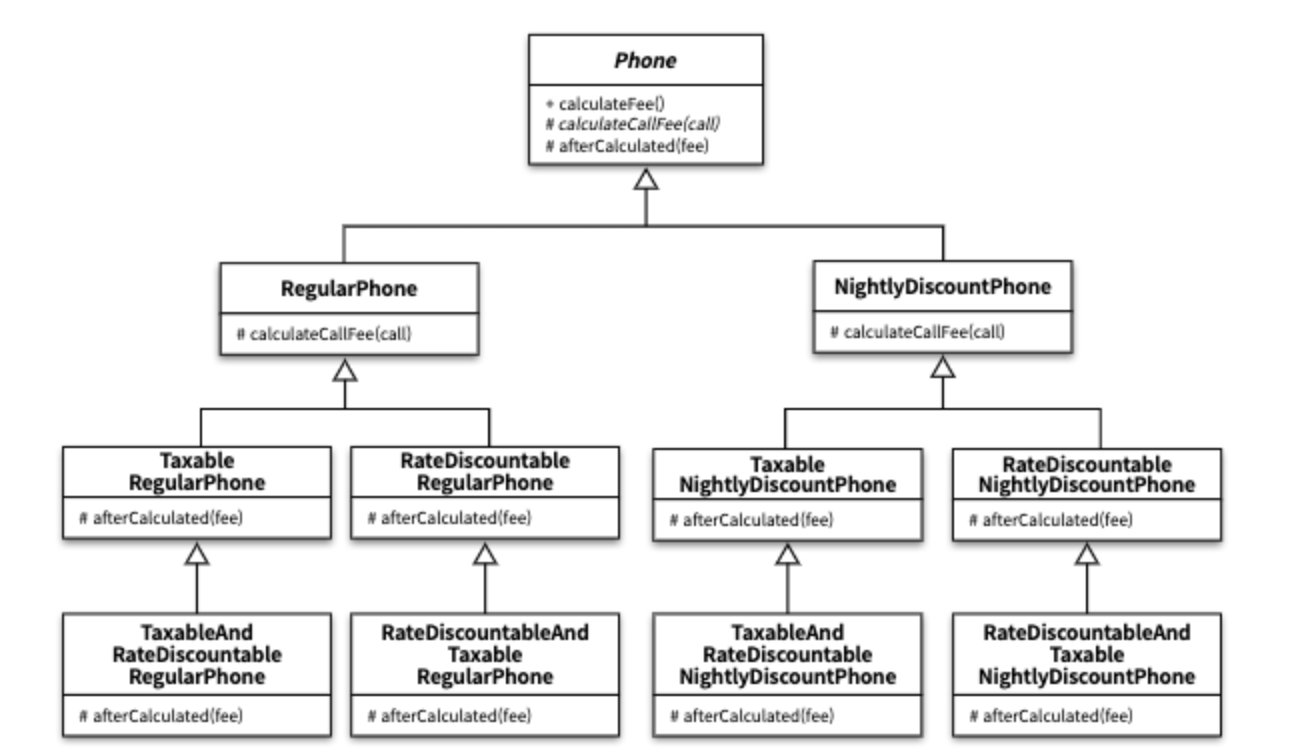 Phone
+ calculateFee()
# calculateCallFee(call)
# afterCalculated(fee)
RegularPhone
# calculateCallFee(call)
NightlyDiscountPhone
# calculateCallFee(call)
Taxable
RegularPhone
# afterCalculated(fee)
RateDiscountable
RegularPhone
# afterCalculated(fee)
Taxable
NightlyDiscountPhone
# afterCalculated(fee)
RateDiscountable
NightlyDiscountPhone
# afterCalculated(fee)
TaxableAnd
RateDiscountable
RegularPhone
# afterCalculated(fee)
RateDiscountableAnd
Taxable
RegularPhone
# afterCalculated(fee)
TaxableAnd
RateDiscountable
NightlyDiscountPhone
# afterCalculated(fee)
RateDiscountableAnd
Taxable
NightlyDiscountPhone
# afterCalculated(fee)